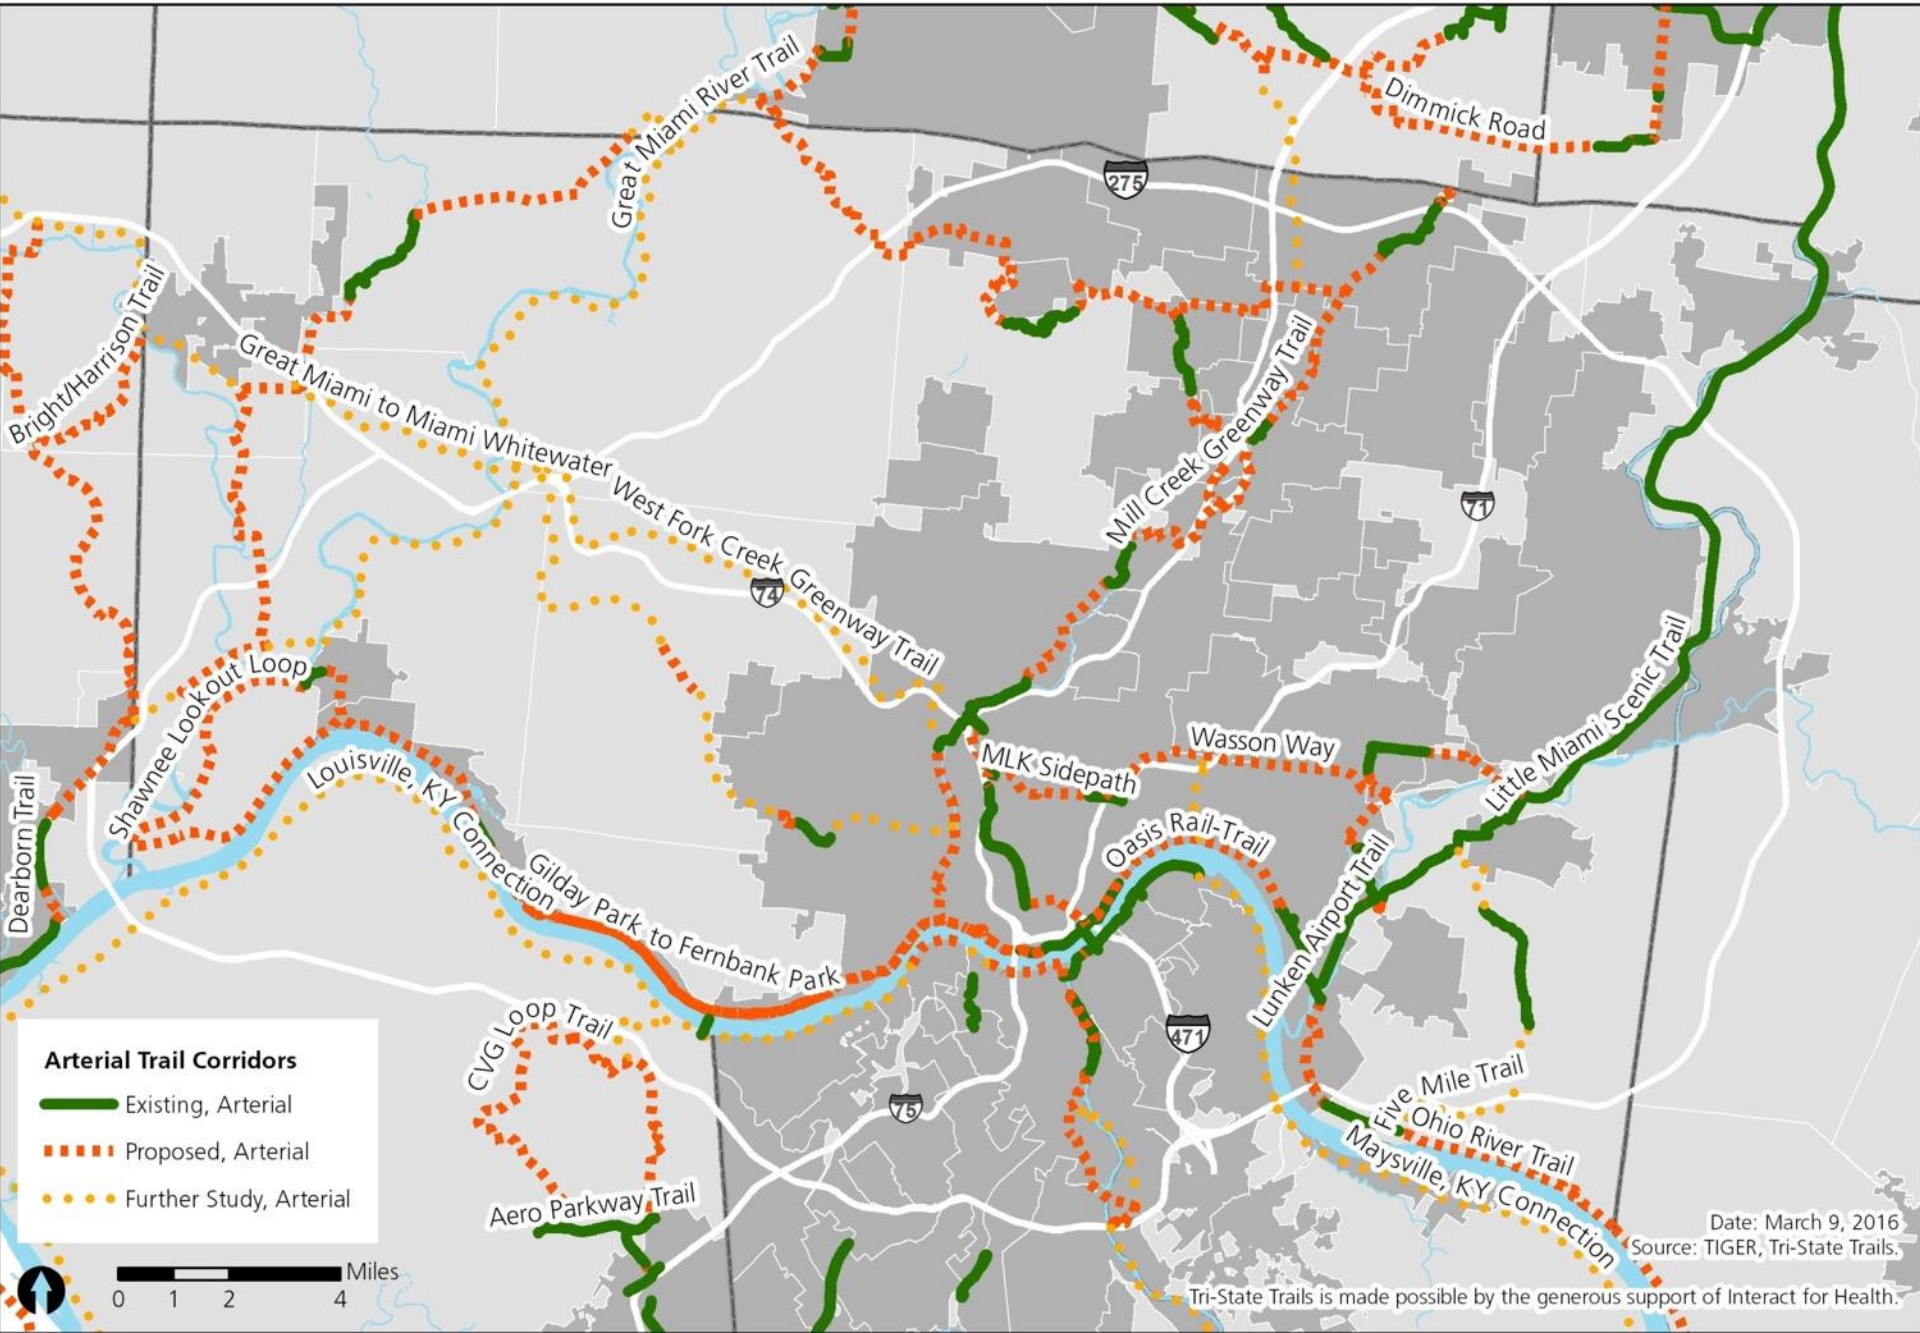 Great Miami River Trail
Dimmick Road
275
Bright/Harrison Trail
Great Miami to Miami Whitewater
Mill Creek Greenway Trail
West Fork Creek Greenway Trail
71
74
Shawnee Lookout Loop
Little Miami Scenic Trail
Wasson Way
MLK Sidepath
Dearborn Trail
Louisville, KY Connection
Oasis Rail-Trail
Gilday Park to Fernbank Park
Lunken Airport Trail
CVG Loop Trail
471
75
Five Mile Trail
Ohio River Trail
Maysville, KY Connection
Aero Parkway Trail
Arterial Trail Corridors
Existing, Arterial
Proposed, Arterial
Further Study, Arterial
Miles
0 1 2 4
Date: March 9, 2016
Source: TIGER, Tri-State Trails.
Tri-State Trails is made possible by the generous support of Interact for Health.